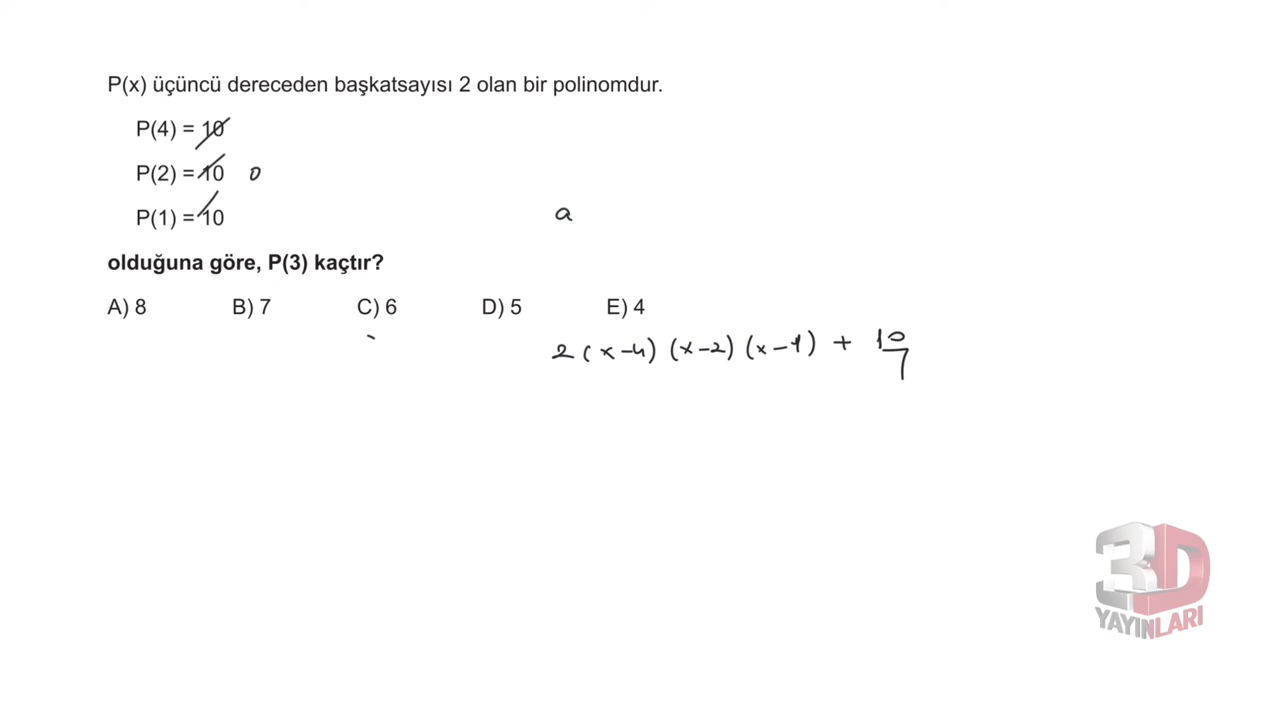 P(x) üçüncü dereceden başkatsayısı 2 olan bir polinomdur.
P(4) = 10
P(2) = 10 0
P(1) = 10
a
olduğuna göre, P(3) kaçtır?
A) 8 B) 7 C) 6 D) 5 E) 4
2(x-4) (x-2) (x-1) + 10
3D
YAYINLARI